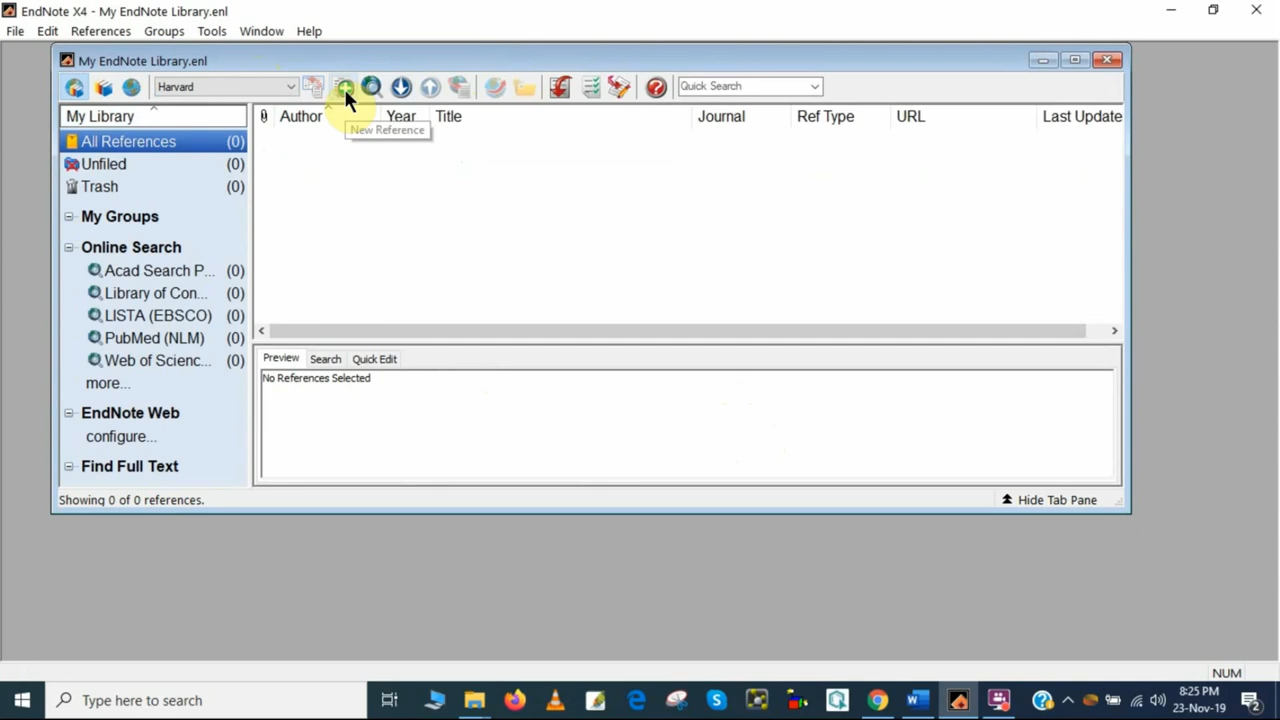 EndNote X4 - My EndNote Library.enl
File Edit References Groups Tools Window Help
My EndNote Library.enl
Harvard Quick Search
My Library Author Year Title Journal Ref Type URL Last Update
New Reference
All References (0)
Unfiled (0)
Trash (0)
My Groups
Online Search
Acad Search P... (0)
Library of Con... (0)
LISTA (EBSCO) (0)
PubMed (NLM) (0)
Web of Scienc... (0)
more...
EndNote Web
configure...
Find Full Text
Preview Search Quick Edit
No References Selected
Showing 0 of 0 references. Hide Tab Pane
NUM
Type here to search
8:25 PM
23-Nov-19
2